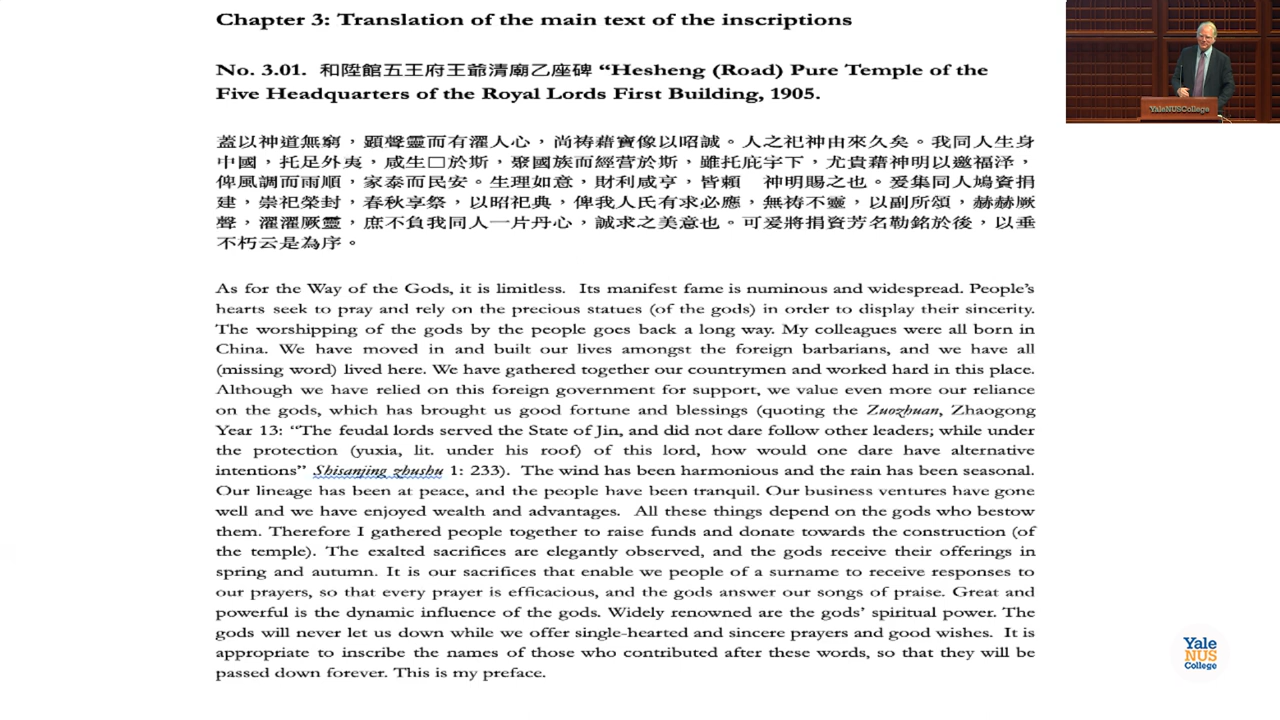 Chapter 3: Translation of the main text of the inscriptions
No. 3.01. 和陞館五王府王爺清廟乙座碑 “Hesheng (Road) Pure Temple of the
Five Headquarters of the Royal Lords First Building, 1905.
蓋以神道無窮，顯聲靈而有濯人心，尚祷藉寶像以昭誠。人之祀神由來久矣。我同人生身
中國，托足外夷，咸生□於斯，聚國族而經营於斯，雖托庇宇下，尤貴藉神明以邀福泽，
俾風調而雨順，家泰而民安。生理如意，財利咸亨，皆賴　神明賜之也。爰集同人鳩資捐
建，崇祀榮封，春秋享祭，以昭祀典，俾我人民有求必應，無祷不靈，以副所頌，赫赫厥
聲，濯濯厥靈，庶不負我同人一片丹心，誠求之美意也。可爰將捐資芳名勒銘於後，以垂
不朽云是為序。
As for the Way of the Gods, it is limitless. Its manifest fame is numinous and widespread. People’s
hearts seek to pray and rely on the precious statues (of the gods) in order to display their sincerity.
The worshipping of the gods by the people goes back a long way. My colleagues were all born in
China. We have moved in and built our lives amongst the foreign barbarians, and we have all
(missing word) lived here. We have gathered together our countrymen and worked hard in this place.
Although we have relied on this foreign government for support, we value even more our reliance
on the gods, which has brought us good fortune and blessings (quoting the Zuozhuan, Zhaogong
Year 13: “The feudal lords served the State of Jin, and did not dare follow other leaders; while under
the protection (yuxia, lit. under his roof) of this lord, how would one dare have alternative
intentions” Shisanjing zhushu 1: 233). The wind has been harmonious and the rain has been seasonal.
Our lineage has been at peace, and the people have been tranquil. Our business ventures have gone
well and we have enjoyed wealth and advantages. All these things depend on the gods who bestow
them. Therefore I gathered people together to raise funds and donate towards the construction (of
the temple). The exalted sacrifices are elegantly observed, and the gods receive their offerings in
spring and autumn. It is our sacrifices that enable we people of a surname to receive responses to
our prayers, so that every prayer is efficacious, and the gods answer our songs of praise. Great and
powerful is the dynamic influence of the gods. Widely renowned are the gods’ spiritual power. The
gods will never let us down while we offer single-hearted and sincere prayers and good wishes. It is
appropriate to inscribe the names of those who contributed after these words, so that they will be
passed down forever. This is my preface.
YaleNUSCollege
Yale
NUS
College